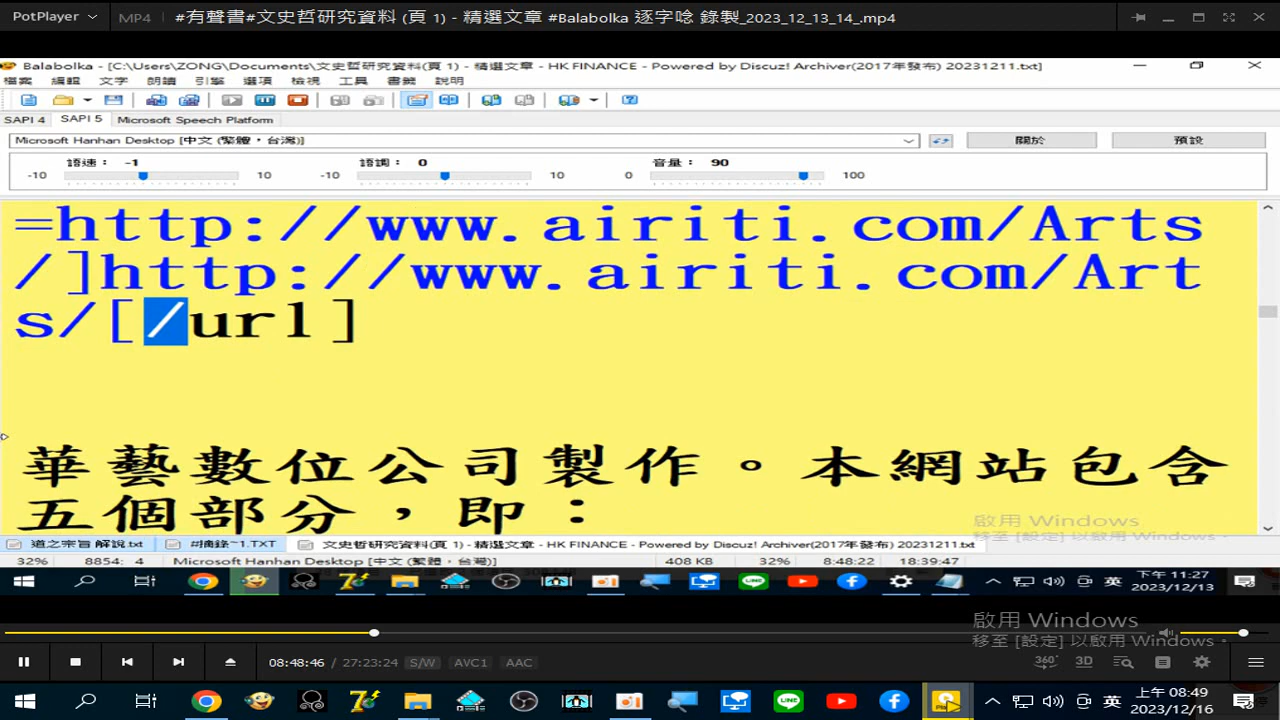 PotPlayer MP4 #有聲書#文史哲研究資料 (頁 1) - 精選文章 #Balabolka 逐字唸 錄製_2023_12_13_14_.mp4
Balabolka - [C:\Users\ZONG\Documents\文史哲研究資料(頁 1) - 精選文章 - HK FINANCE - Powered by Discuz! Archiver(2017年發布) 20231211.txt]
檔案 編輯 文字 朗讀 引擎 選項 檢視 工具 書籤 說明
SAPI 4 SAPI 5 Microsoft Speech Platform
Microsoft Hanhan Desktop [中文 (繁體，台灣)] 關於 預設
語速： -1 語調： 0 音量： 90
-10 10 -10 10 0 100
=http://www.airiti.com/Arts
/]http://www.airiti.com/Art
s/[/url]
華藝數位公司製作。本網站包含
五個部分，即：
啟用 Windows
移至 [設定] 以啟用 Windows。
道之宗旨 解說.txt #摘錄~1.TXT 文史哲研究資料(頁 1) - 精選文章 - HK FINANCE - Powered by Discuz! Archiver(2017年發布) 20231211.txt
32% 8854: 4 Microsoft Hanhan Desktop [中文 (繁體，台灣)] 408 KB 32% 8:48:22 18:39:47
英 下午 11:27
2023/12/13
啟用 Windows
移至 [設定] 以啟用 Windows。
08:48:46 / 27:23:24 S/W AVC1 AAC 360° 3D
英 上午 08:49
2023/12/16